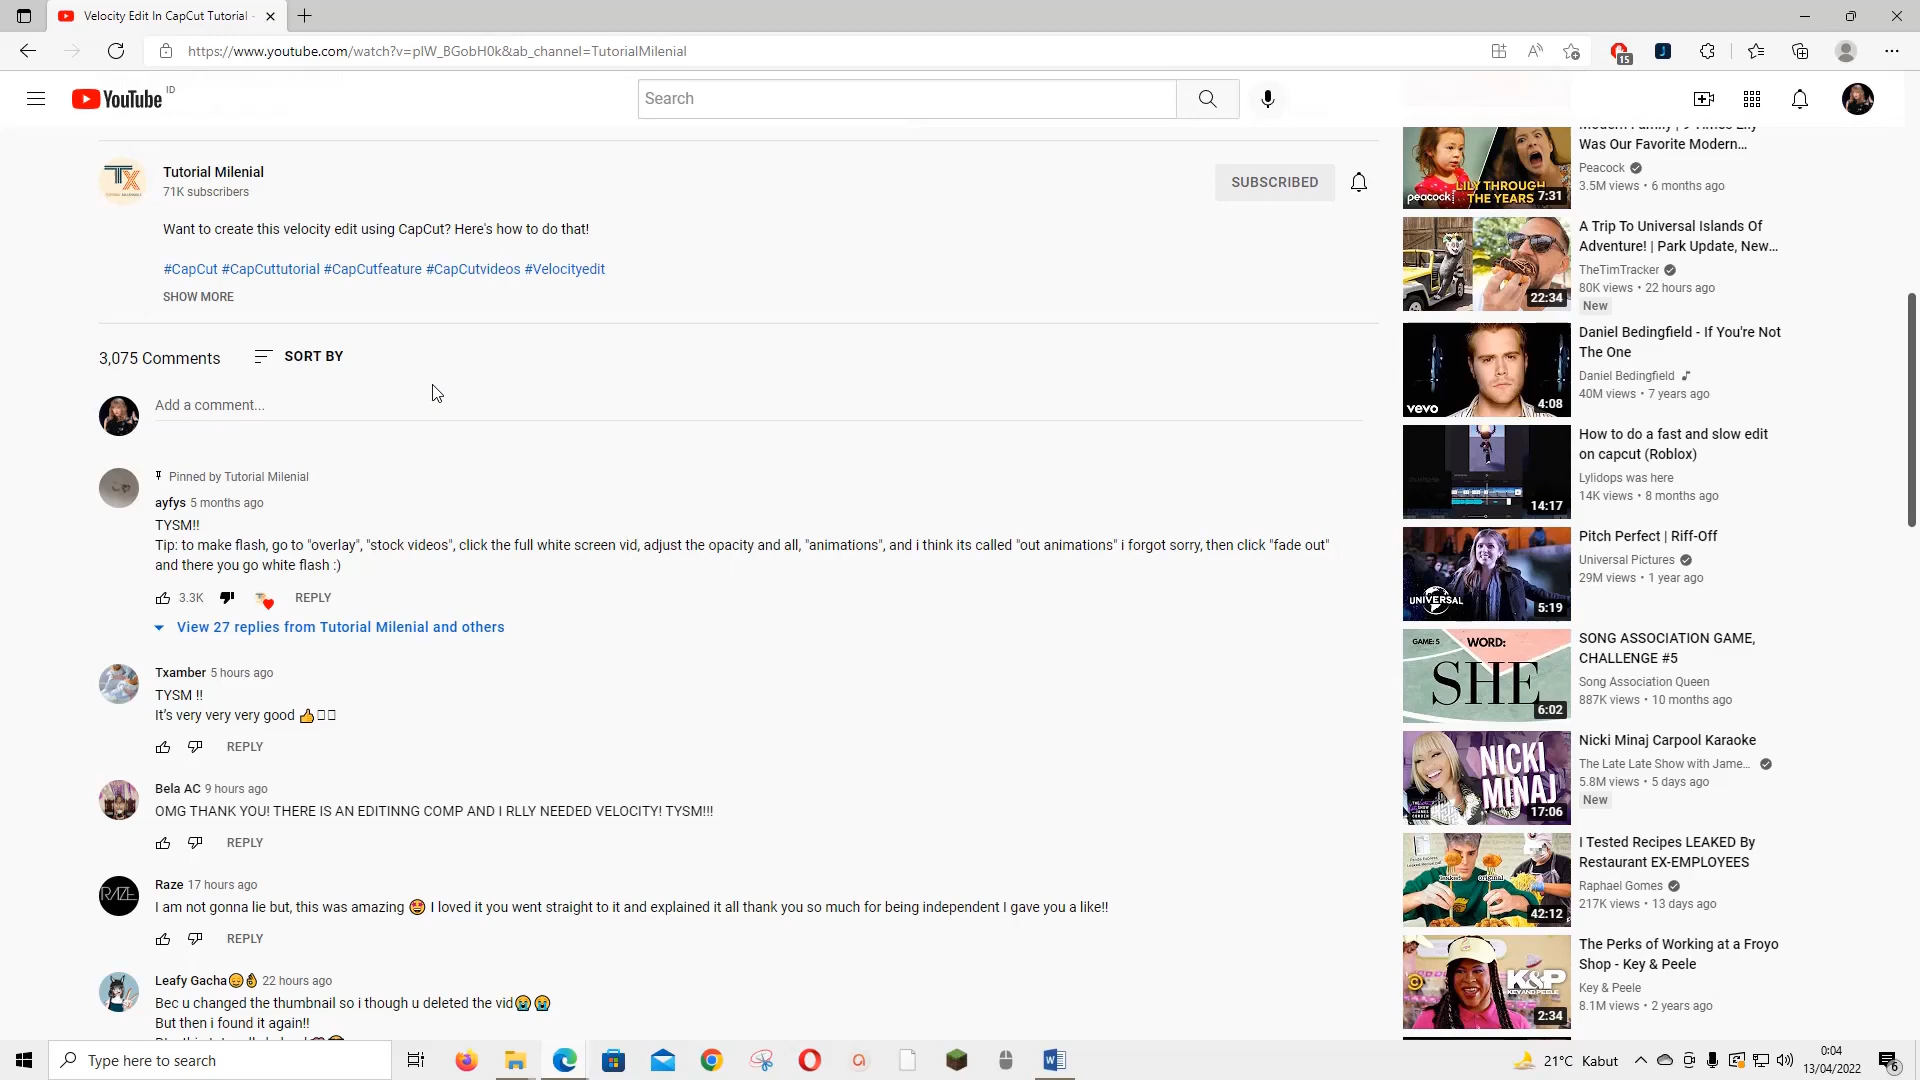 Velocity Edit In CapCut Tutorial -
https://www.youtube.com/watch?v=plW_BGobH0k&ab_channel=TutorialMilenial
15
YouTube ID
Search
Tutorial Milenial
71K subscribers
SUBSCRIBED
Want to create this velocity edit using CapCut? Here's how to do that!
#CapCut #CapCuttutorial #CapCutfeature #CapCutvideos #Velocityedit
SHOW MORE
3,075 Comments
SORT BY
Add a comment...
Pinned by Tutorial Milenial
ayfys 5 months ago
TYSM!!
Tip: to make flash, go to "overlay", "stock videos", click the full white screen vid, adjust the opacity and all, "animations", and i think its called "out animations" i forgot sorry, then click "fade out"
and there you go white flash :)
3.3K
REPLY
View 27 replies from Tutorial Milenial and others
Txamber 5 hours ago
TYSM !!
It's very very very good 👍
REPLY
Bela AC 9 hours ago
OMG THANK YOU! THERE IS AN EDITINNG COMP AND I RLLY NEEDED VELOCITY! TYSM!!!
REPLY
RAZE
Raze 17 hours ago
I am not gonna lie but, this was amazing 🤩 I loved it you went straight to it and explained it all thank you so much for being independent I gave you a like!!
REPLY
Leafy Gacha😑👌 22 hours ago
Bec u changed the thumbnail so i though u deleted the vid😭😭
But then i found it again!!
Was Our Favorite Modern...
Peacock
3.5M views • 6 months ago
peacock
LILY THROUGH
THE YEARS
7:31
A Trip To Universal Islands Of
Adventure! | Park Update, New...
TheTimTracker
80K views • 22 hours ago
New
22:34
Daniel Bedingfield - If You're Not
The One
Daniel Bedingfield
40M views • 7 years ago
vevo
4:08
How to do a fast and slow edit
on capcut (Roblox)
Lylidops was here
14K views • 8 months ago
14:17
Pitch Perfect | Riff-Off
Universal Pictures
29M views • 1 year ago
UNIVERSAL
5:19
SONG ASSOCIATION GAME,
CHALLENGE #5
Song Association Queen
887K views • 10 months ago
GAME: 5
WORD:
SHE
6:02
Nicki Minaj Carpool Karaoke
The Late Late Show with Jame...
5.8M views • 5 days ago
New
NICKI
MINAJ
17:06
I Tested Recipes LEAKED By
Restaurant EX-EMPLOYEES
Raphael Gomes
217K views • 13 days ago
leaked
original
42:12
The Perks of Working at a Froyo
Shop - Key & Peele
Key & Peele
8.1M views • 2 years ago
K&P
KEY AND PEELE
2:34
Type here to search
21°C Kabut
0:04
13/04/2022
6